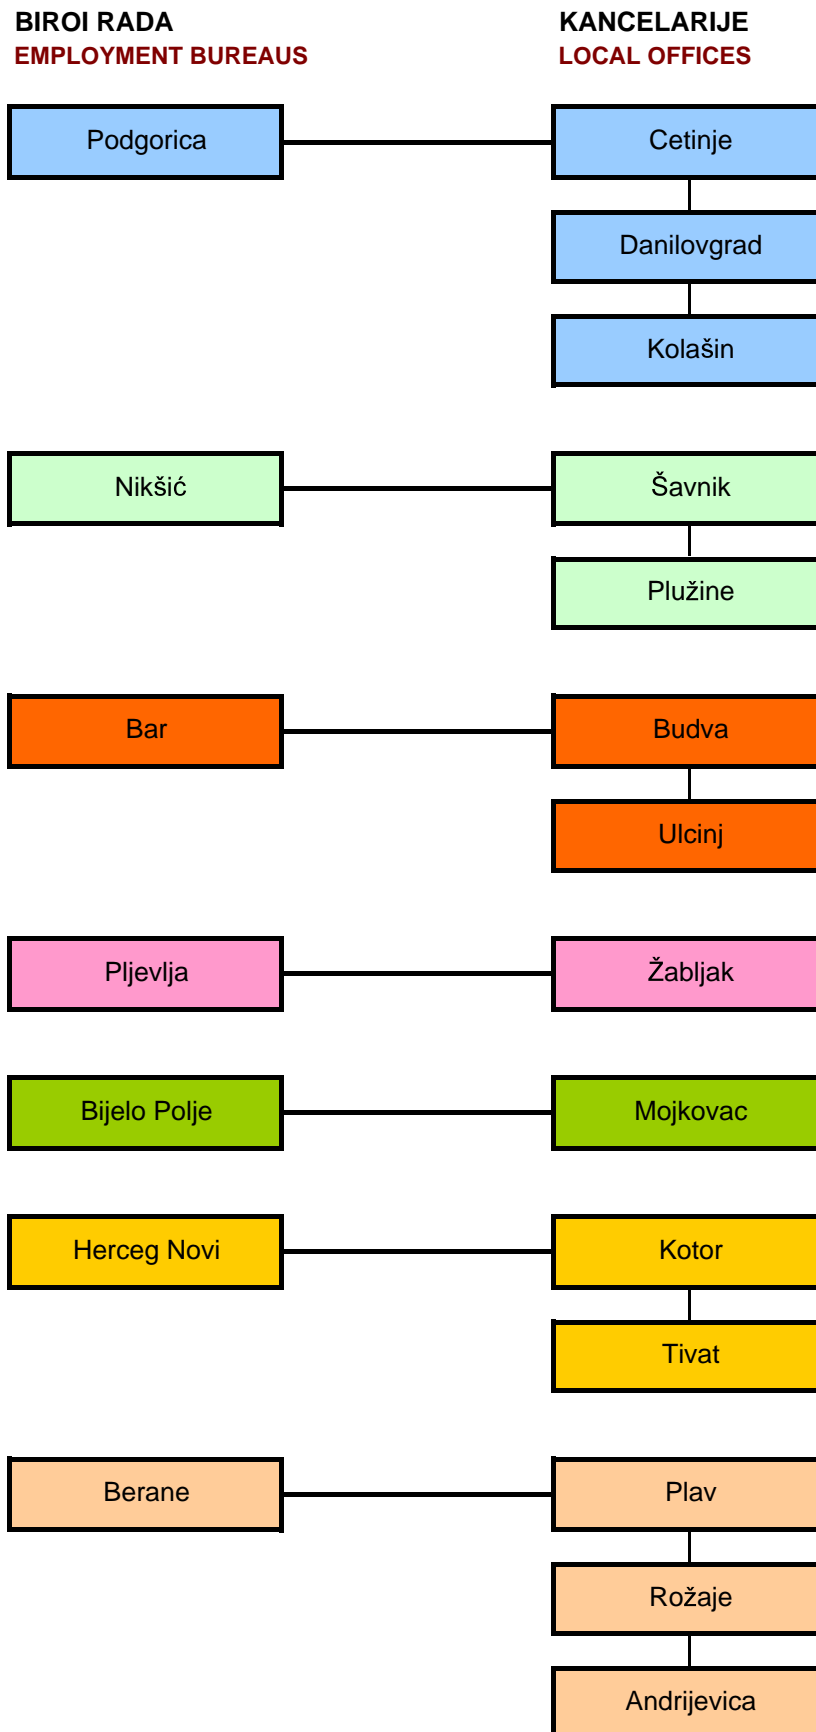 BIROI RADA
KANCELARIJE
EMPLOYMENT BUREAUS
LOCAL OFFICES
Podgorica
Cetinje
Danilovgrad
Kolašin
Nikšić
Šavnik
Plužine
Bar
Budva
Ulcinj
Pljevlja
Žabljak
Bijelo Polje
Mojkovac
Herceg Novi
Kotor
Tivat
Berane
Plav
Rožaje
Andrijevica